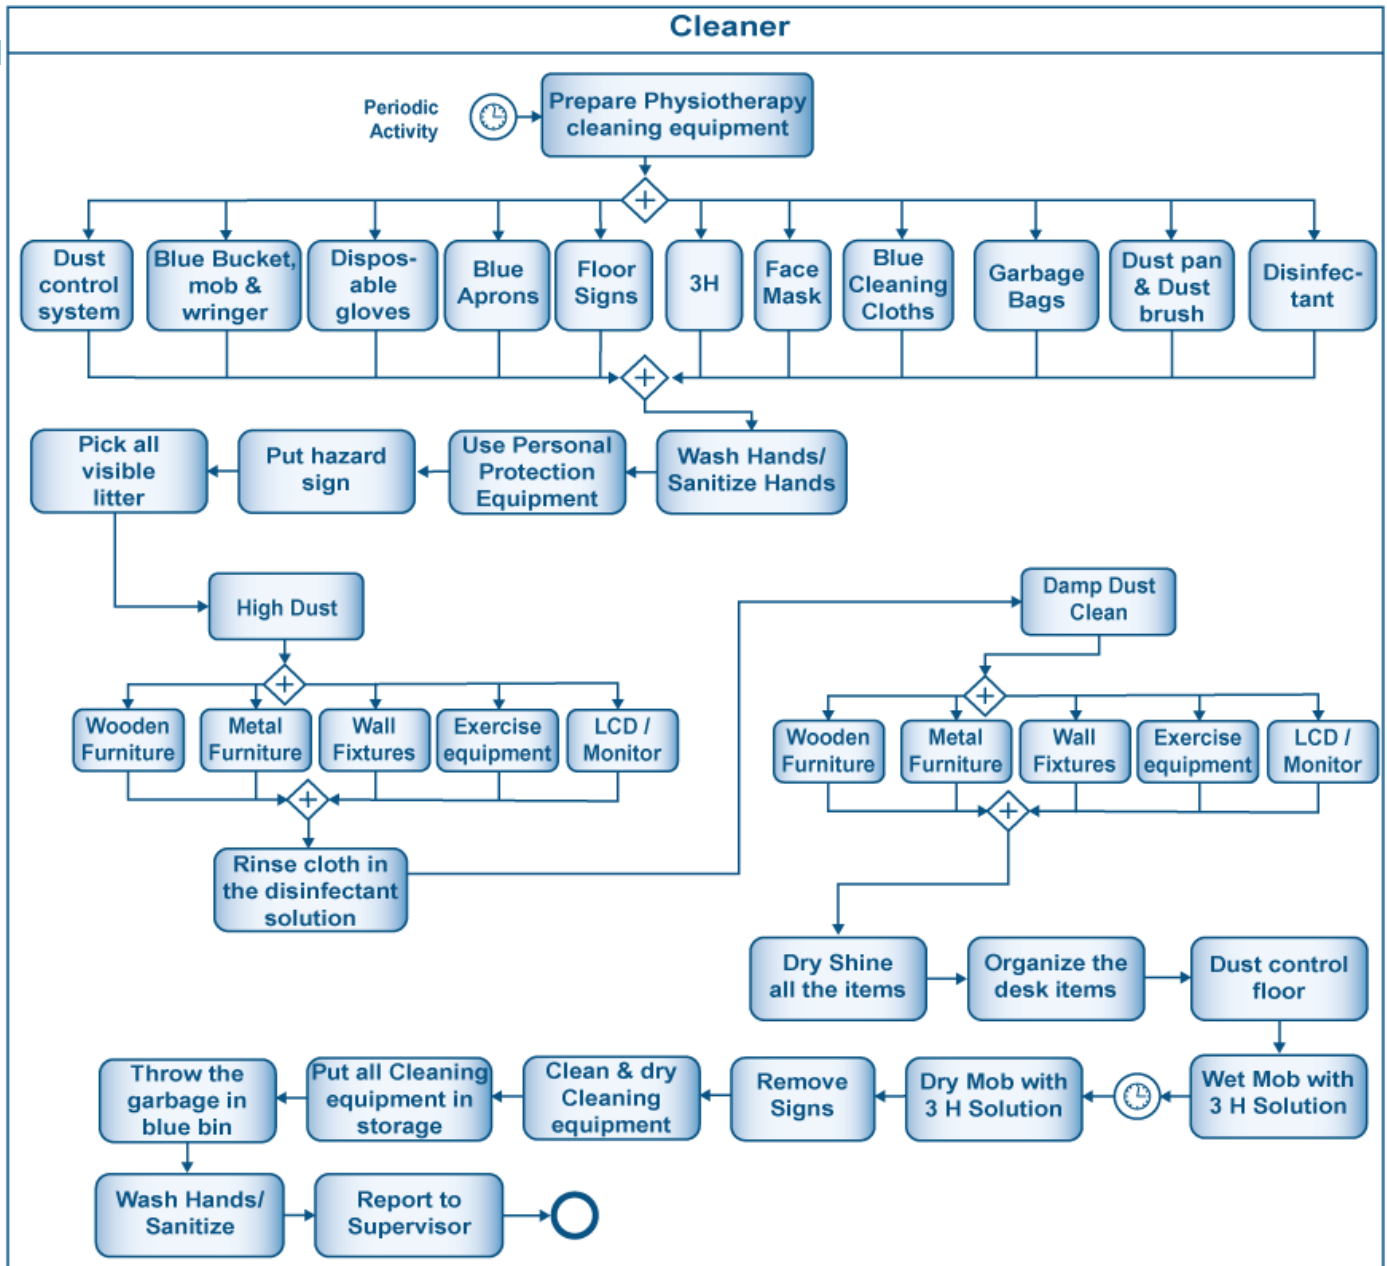 Cleaner
Periodic
Activity
Prepare Physiotherapy
cleaning equipment
Dust
control
system
Blue Bucket,
mob &
wringer
Dispos-
able
gloves
Blue
Aprons
Floor
Signs
3H
Face
Mask
Blue
Cleaning
Cloths
Garbage
Bags
Dust pan
& Dust
brush
Disinfec-
tant
Pick all
visible
litter
Put hazard
sign
Use Personal
Protection
Equipment
Wash Hands/
Sanitize Hands
High Dust
Wooden
Furniture
Metal
Furniture
Wall
Fixtures
Exercise
equipment
LCD /
Monitor
Rinse cloth in
the disinfectant
solution
Damp Dust
Clean
Wooden
Furniture
Metal
Furniture
Wall
Fixtures
Exercise
equipment
LCD /
Monitor
Dry Shine
all the items
Organize the
desk items
Dust control
floor
Throw the
garbage in
blue bin
Put all Cleaning
equipment in
storage
Clean & dry
Cleaning
equipment
Remove
Signs
Dry Mob with
3 H Solution
Wet Mob with
3 H Solution
Wash Hands/
Sanitize
Report to
Supervisor